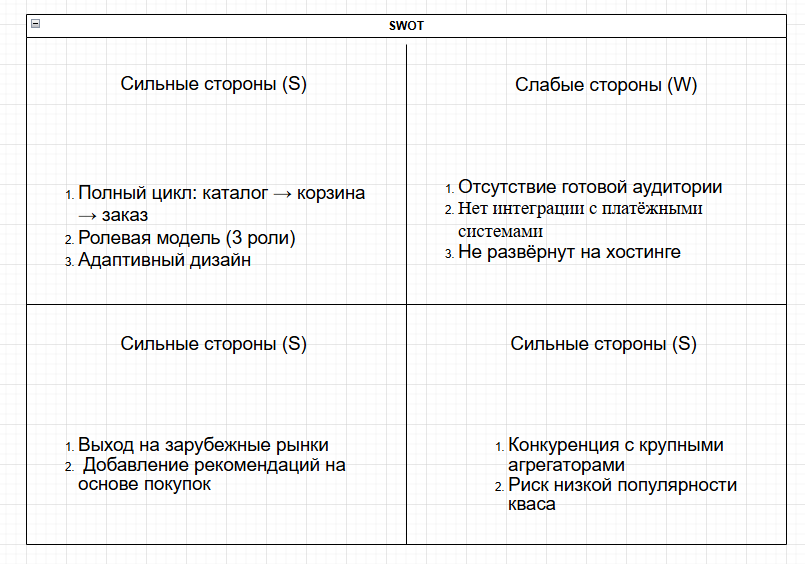 SWOT
Сильные стороны (S)
1. Полный цикл: каталог → корзина
→ заказ
2. Ролевая модель (3 роли)
3. Адаптивный дизайн
Слабые стороны (W)
1. Отсутствие готовой аудитории
2. Нет интеграции с платёжными
системами
3. Не развёрнут на хостинге
Сильные стороны (S)
1. Выход на зарубежные рынки
2. Добавление рекомендаций на
основе покупок
Сильные стороны (S)
1. Конкуренция с крупными
агрегаторами
2. Риск низкой популярности
кваса